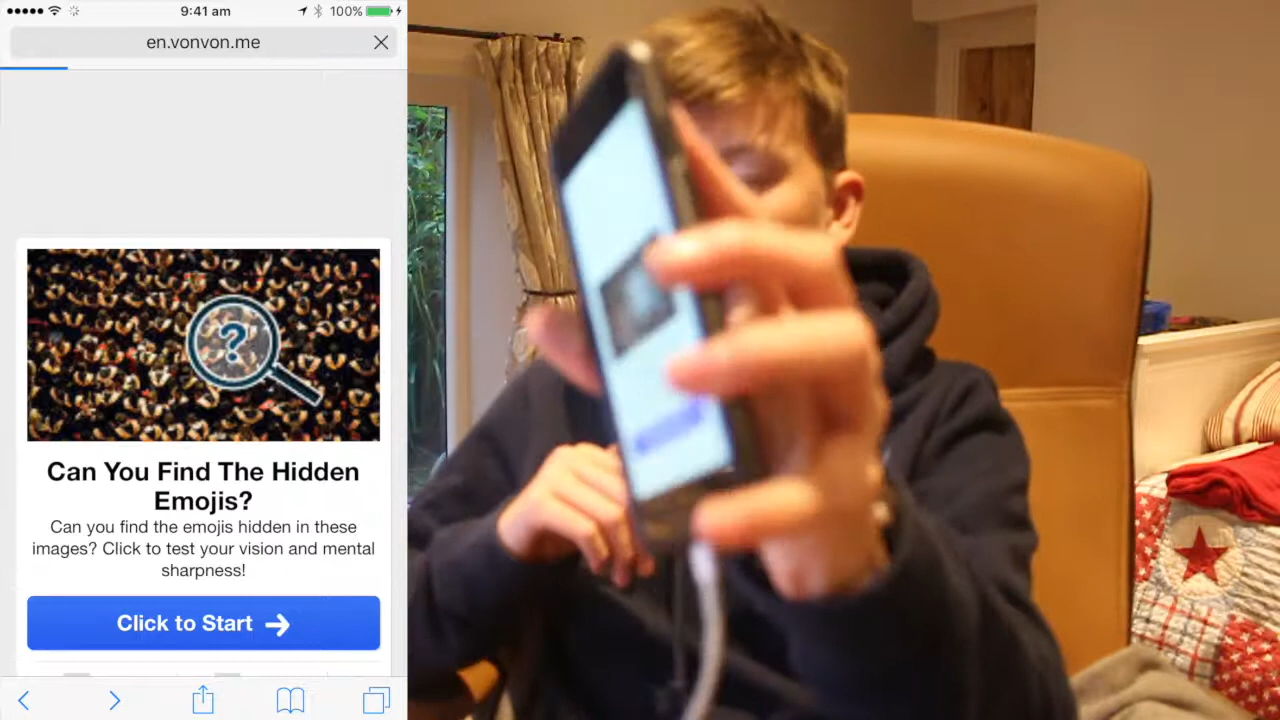 9:41 am
100%
en.vonvon.me
?
Can You Find The Hidden
Emojis?
Can you find the emojis hidden in these
images? Click to test your vision and mental
sharpness!
Click to Start